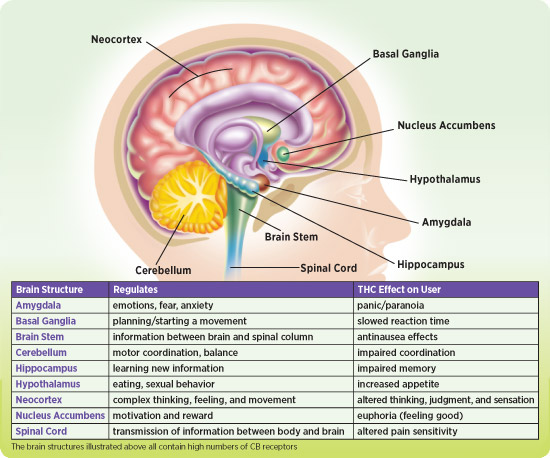 Neocortex
Basal Ganglia
Nucleus Accumbens
Hypothalamus
Amygdala
Brain Stem
Hippocampus
Cerebellum
Spinal Cord
Brain Structure Regulates THC Effect on User
Amygdala emotions, fear, anxiety panic/paranoia
Basal Ganglia planning/starting a movement slowed reaction time
Brain Stem information between brain and spinal column antinausea effects
Cerebellum motor coordination, balance impaired coordination
Hippocampus learning new information impaired memory
Hypothalamus eating, sexual behavior increased appetite
Neocortex complex thinking, feeling, and movement altered thinking, judgment, and sensation
Nucleus Accumbens motivation and reward euphoria (feeling good)
Spinal Cord transmission of information between body and brain altered pain sensitivity
The brain structures illustrated above all contain high numbers of CB receptors